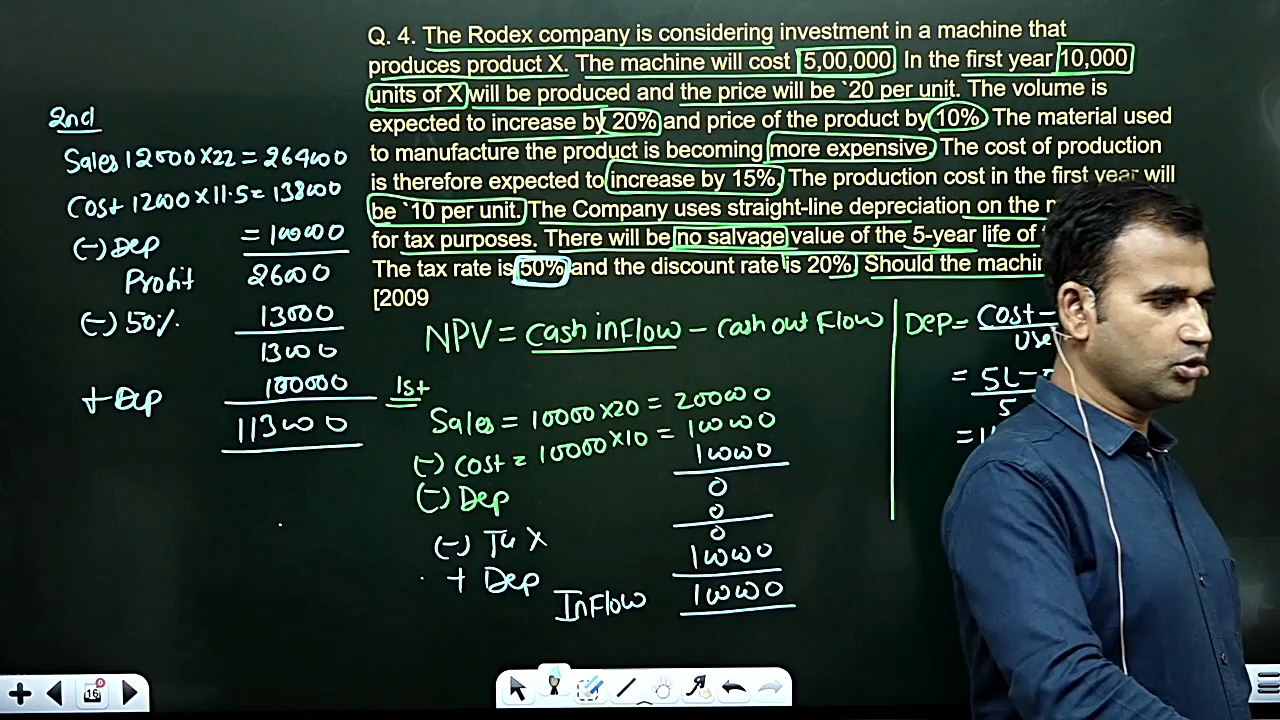 Q. 4. The Rodex company is considering investment in a machine that
produces product X. The machine will cost 5,00,000 In the first year 10,000
units of X will be produced and the price will be `20 per unit. The volume is
expected to increase by 20% and price of the product by 10% The material used
to manufacture the product is becoming more expensive. The cost of production
is therefore expected to increase by 15%. The production cost in the first year will
be `10 per unit. The Company uses straight-line depreciation on the
for tax purposes. There will be no salvage value of the 5-year life of
The tax rate is 50% and the discount rate is 20%. Should the
[2009
2nd
Sales 12000×22 = 264000
Cost 12000×11.5 = 138000
(-) Dep = 100000
Profit 26000
(-) 50% 13000
13000
+ Dep 100000
113000
NPV = Cash inflow - cash out Flow
1st
Sales = 10000×20 = 200000
(-) Cost = 10000×10 = 100000
100000
(-) Dep 0
0
(-) Tax 0
+ Dep 100000
InFlow 100000
Dep = Cost -
= 5L -
5
=
16